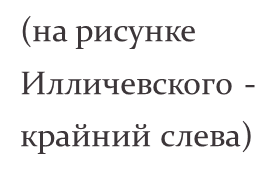 (на рисунке
Илличевского -
крайний слева)